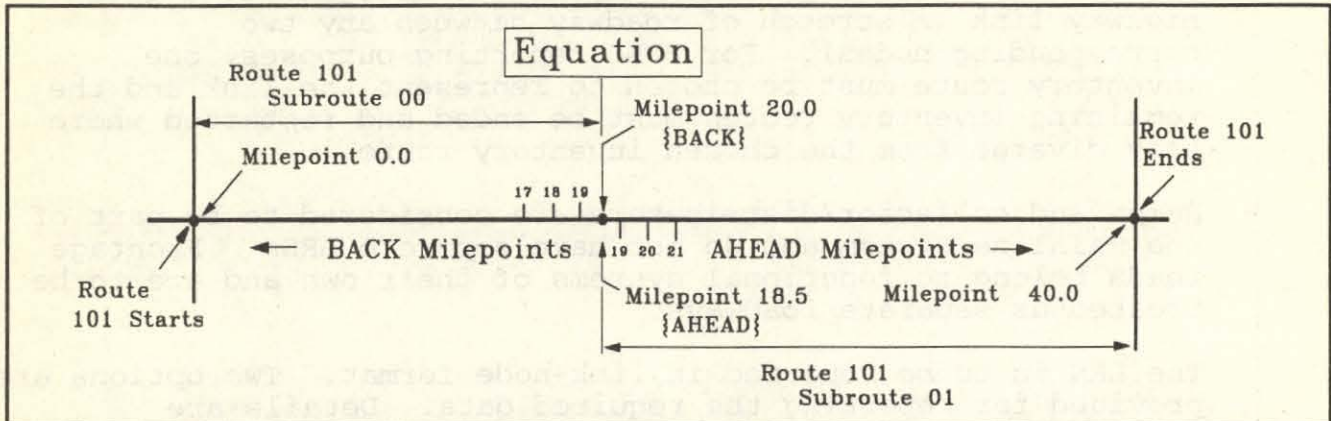 Equation
Route 101
Subroute 00
Milepoint 20.0
{BACK}
Route 101
Ends
Milepoint 0.0
17 18 19
BACK Milepoints
19 20 21
AHEAD Milepoints
Route
101 Starts
Milepoint 18.5
{AHEAD}
Milepoint 40.0
Route 101
Subroute 01